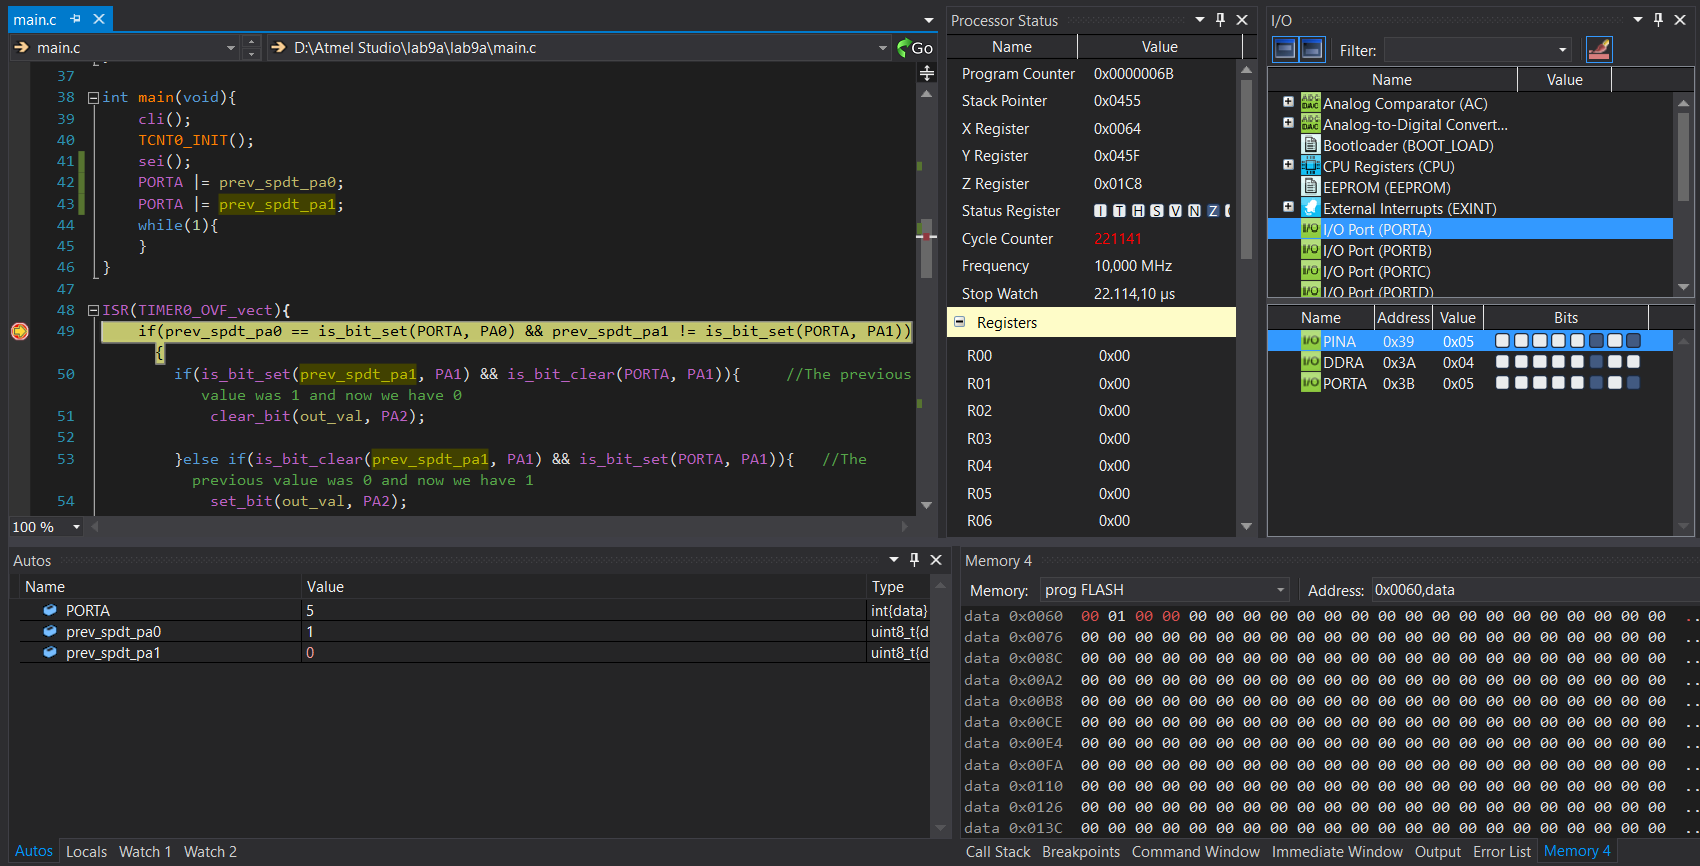 main.c
main.c
D:\Atmel Studio\lab9a\lab9a\main.c
Go
37
38 int main(void){
39 cli();
40 TCNT0_INIT();
41 sei();
42 PORTA |= prev_spdt_pa0;
43 PORTA |= prev_spdt_pa1;
44 while(1){
45 }
46 }
47
48 ISR(TIMER0_OVF_vect){
49 if(prev_spdt_pa0 == is_bit_set(PORTA, PA0) && prev_spdt_pa1 != is_bit_set(PORTA, PA1))
{
50 if(is_bit_set(prev_spdt_pa1, PA1) && is_bit_clear(PORTA, PA1)){ //The previous
value was 1 and now we have 0
51 clear_bit(out_val, PA2);
52
53 }else if(is_bit_clear(prev_spdt_pa1, PA1) && is_bit_set(PORTA, PA1)){ //The
previous value was 0 and now we have 1
54 set_bit(out_val, PA2);
100 %
Processor Status
Name Value
Program Counter 0x0000006B
Stack Pointer 0x0455
X Register 0x0064
Y Register 0x045F
Z Register 0x01C8
Status Register I T H S V N Z
Cycle Counter 221141
Frequency 10,000 MHz
Stop Watch 22.114,10 µs
Registers
R00 0x00
R01 0x00
R02 0x00
R03 0x00
R04 0x00
R05 0x00
R06 0x00
I/O
Filter:
Name Value
Analog Comparator (AC)
Analog-to-Digital Convert...
Bootloader (BOOT_LOAD)
CPU Registers (CPU)
EEPROM (EEPROM)
External Interrupts (EXINT)
I/O I/O Port (PORTA)
I/O I/O Port (PORTB)
I/O I/O Port (PORTC)
I/O I/O Port (PORTD)
Name Address Value Bits
I/O PINA 0x39 0x05
I/O DDRA 0x3A 0x04
I/O PORTA 0x3B 0x05
Autos
Name Value Type
PORTA 5 int{data}
prev_spdt_pa0 1 uint8_t{d
prev_spdt_pa1 0 uint8_t{d
Autos Locals Watch 1 Watch 2
Memory 4
Memory: prog FLASH Address: 0x0060,data
data 0x0060 00 01 00 00 00 00 00 00 00 00 00 00 00 00 00 00 00 00 00 00 00 00 ..
data 0x0076 00 00 00 00 00 00 00 00 00 00 00 00 00 00 00 00 00 00 00 00 00 00 ..
data 0x008C 00 00 00 00 00 00 00 00 00 00 00 00 00 00 00 00 00 00 00 00 00 00 ..
data 0x00A2 00 00 00 00 00 00 00 00 00 00 00 00 00 00 00 00 00 00 00 00 00 00 ..
data 0x00B8 00 00 00 00 00 00 00 00 00 00 00 00 00 00 00 00 00 00 00 00 00 00 ..
data 0x00CE 00 00 00 00 00 00 00 00 00 00 00 00 00 00 00 00 00 00 00 00 00 00 ..
data 0x00E4 00 00 00 00 00 00 00 00 00 00 00 00 00 00 00 00 00 00 00 00 00 00 ..
data 0x00FA 00 00 00 00 00 00 00 00 00 00 00 00 00 00 00 00 00 00 00 00 00 00 ..
data 0x0110 00 00 00 00 00 00 00 00 00 00 00 00 00 00 00 00 00 00 00 00 00 00 ..
data 0x0126 00 00 00 00 00 00 00 00 00 00 00 00 00 00 00 00 00 00 00 00 00 00 ..
data 0x013C 00 00 00 00 00 00 00 00 00 00 00 00 00 00 00 00 00 00 00 00 00 00 ..
Call Stack Breakpoints Command Window Immediate Window Output Error List Memory 4